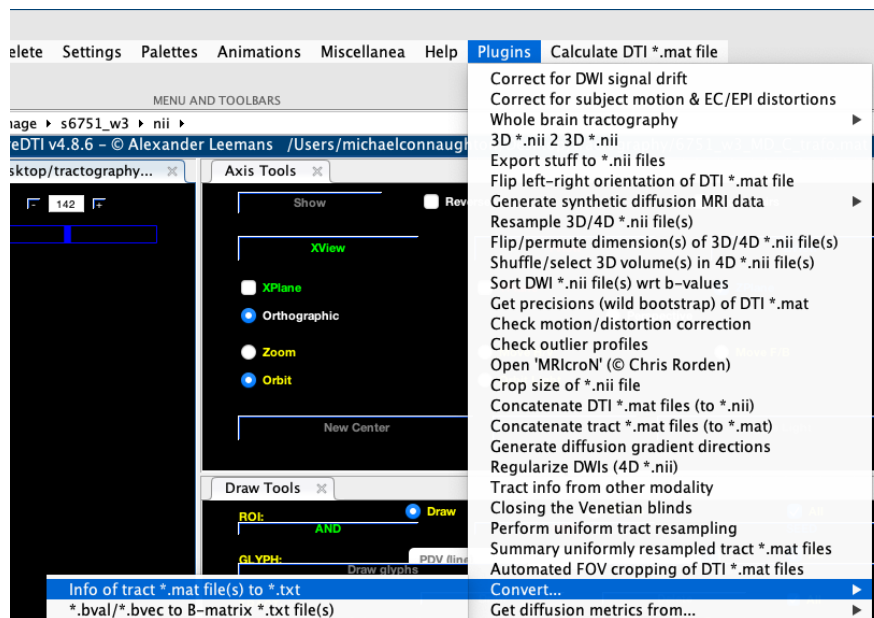 elete Settings Palettes Animations Miscellanea Help Plugins Calculate DTI *.mat file
MENU AND TOOLBARS
s6751_w3 ▸ nii ▸
v4.8.6 – © Alexander Leemans /Users/michaelconnaugh
sktop/tractography...
142
Axis Tools
Show
XView
XPlane
Orthographic
Zoom
Orbit
New Center
Draw Tools
ROI:
Draw
AND
GLYPH:
Draw glyphs
Correct for DWI signal drift
Correct for subject motion & EC/EPI distortions
Whole brain tractography
3D *.nii 2 3D *.nii
Export stuff to *.nii files
Flip left-right orientation of DTI *.mat file
Generate synthetic diffusion MRI data
Resample 3D/4D *.nii file(s)
Flip/permute dimension(s) of 3D/4D *.nii file(s)
Shuffle/select 3D volume(s) in 4D *.nii file(s)
Sort DWI *.nii file(s) wrt b-values
Get precisions (wild bootstrap) of DTI *.mat
Check motion/distortion correction
Check outlier profiles
Open 'MRIcroN' (© Chris Rorden)
Crop size of *.nii file
Concatenate DTI *.mat files (to *.nii)
Concatenate tract *.mat files (to *.mat)
Generate diffusion gradient directions
Regularize DWIs (4D *.nii)
Tract info from other modality
Closing the Venetian blinds
Perform uniform tract resampling
Summary uniformly resampled tract *.mat files
Automated FOV cropping of DTI *.mat files
Convert...
Get diffusion metrics from...
Info of tract *.mat file(s) to *.txt
*.bval/*.bvec to B-matrix *.txt file(s)